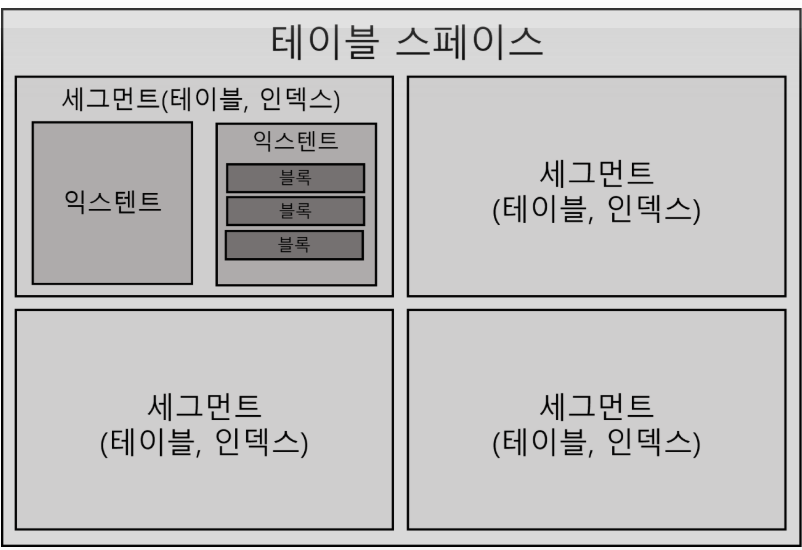 테이블 스페이스
세그먼트(테이블, 인덱스)
익스텐트
익스텐트
블록
블록
블록
세그먼트
(테이블, 인덱스)
세그먼트
(테이블, 인덱스)
세그먼트
(테이블, 인덱스)